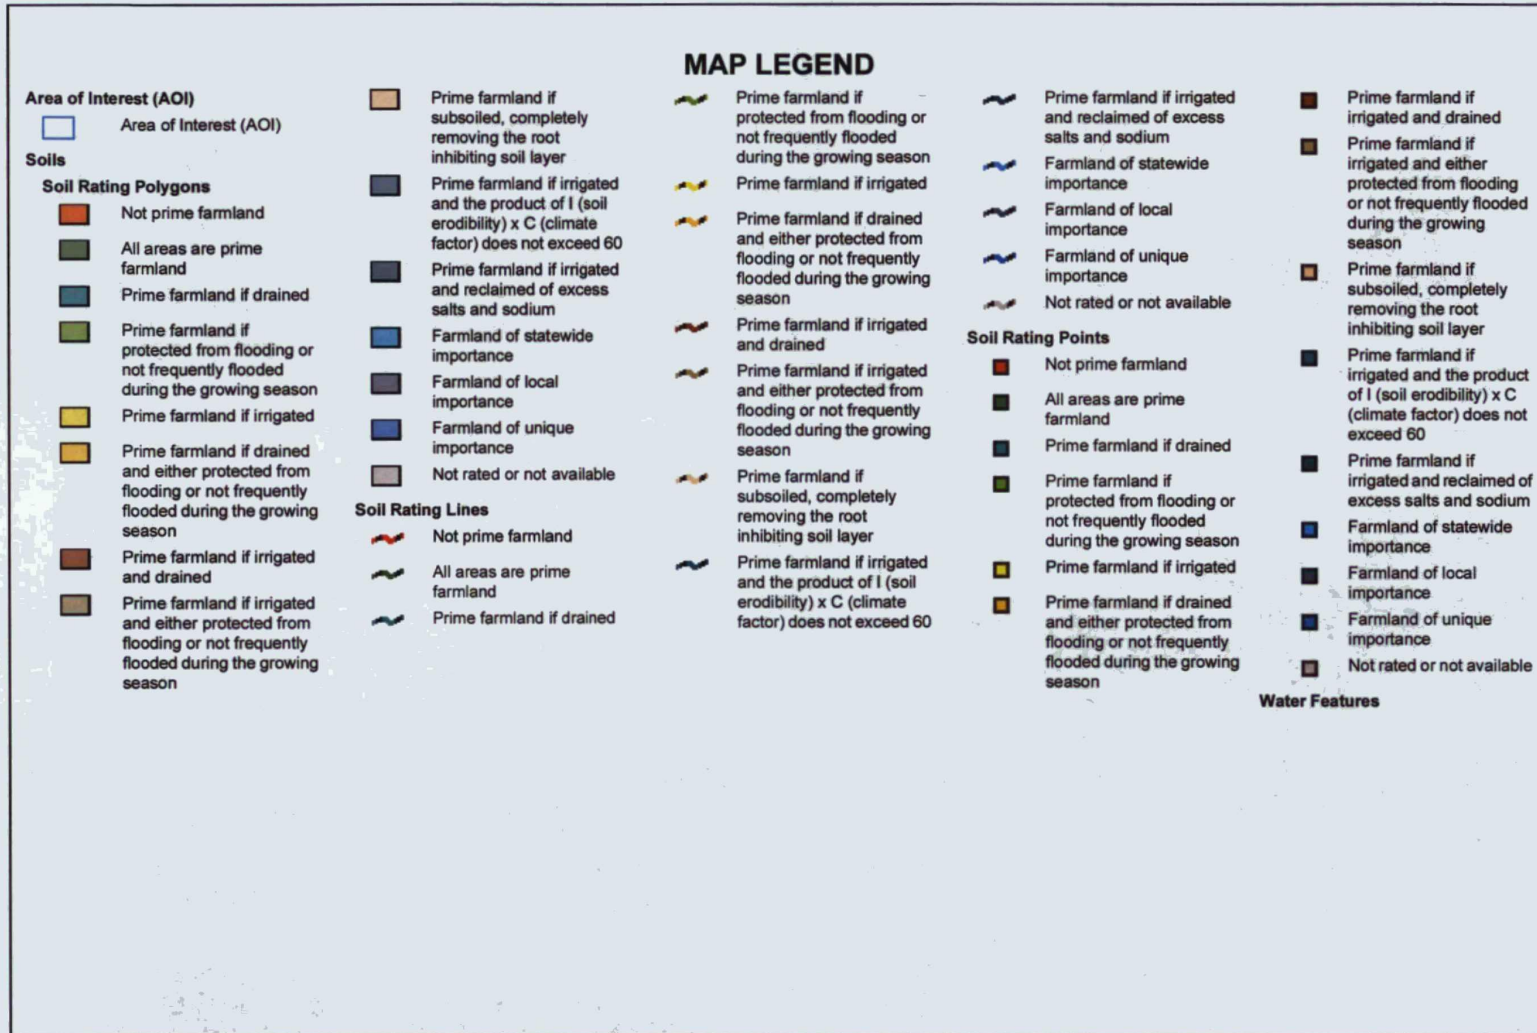 MAP LEGEND
Area of Interest (AOI)
Area of Interest (AOI)
Soils
Soil Rating Polygons
Not prime farmland
All areas are prime
farmland
Prime farmland if drained
Prime farmland if
protected from flooding or
not frequently flooded
during the growing season
Prime farmland if irrigated
Prime farmland if drained
and either protected from
flooding or not frequently
flooded during the growing
season
Prime farmland if irrigated
and drained
Prime farmland if irrigated
and either protected from
flooding or not frequently
flooded during the growing
season
Prime farmland if
subsoiled, completely
removing the root
inhibiting soil layer
Prime farmland if irrigated
and the product of I (soil
erodibility) x C (climate
factor) does not exceed 60
Prime farmland if irrigated
and reclaimed of excess
salts and sodium
Farmland of statewide
importance
Farmland of local
importance
Farmland of unique
importance
Not rated or not available
Soil Rating Lines
Not prime farmland
All areas are prime
farmland
Prime farmland if drained
Prime farmland if
protected from flooding or
not frequently flooded
during the growing season
Prime farmland if irrigated
Prime farmland if drained
and either protected from
flooding or not frequently
flooded during the growing
season
Prime farmland if irrigated
and drained
Prime farmland if irrigated
and either protected from
flooding or not frequently
flooded during the growing
season
Prime farmland if
subsoiled, completely
removing the root
inhibiting soil layer
Prime farmland if irrigated
and the product of I (soil
erodibility) x C (climate
factor) does not exceed 60
Prime farmland if irrigated
and reclaimed of excess
salts and sodium
Farmland of statewide
importance
Farmland of local
importance
Farmland of unique
importance
Not rated or not available
Soil Rating Points
Not prime farmland
All areas are prime
farmland
Prime farmland if drained
Prime farmland if
protected from flooding or
not frequently flooded
during the growing season
Prime farmland if irrigated
Prime farmland if drained
and either protected from
flooding or not frequently
flooded during the growing
season
Prime farmland if
irrigated and drained
Prime farmland if
irrigated and either
protected from flooding
or not frequently flooded
during the growing
season
Prime farmland if
subsoiled, completely
removing the root
inhibiting soil layer
Prime farmland if
irrigated and the product
of I (soil erodibility) x C
(climate factor) does not
exceed 60
Prime farmland if
irrigated and reclaimed of
excess salts and sodium
Farmland of statewide
importance
Farmland of local
importance
Farmland of unique
importance
Not rated or not available
Water Features